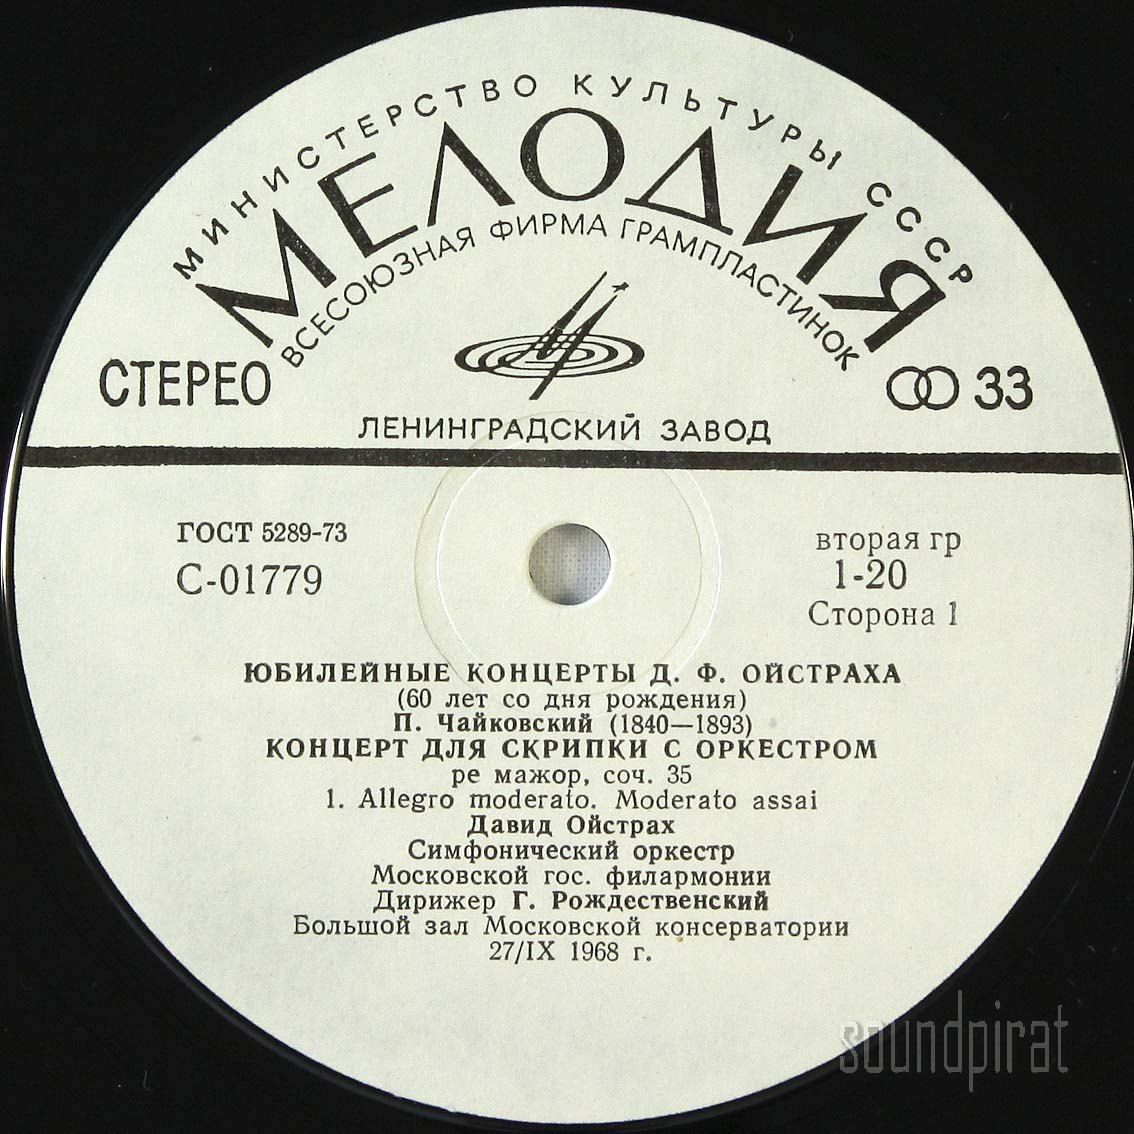 МИНИСТЕРСТВО КУЛЬТУРЫ СССР
МЕЛОДИЯ
ВСЕСОЮЗНАЯ ФИРМА ГРАМПЛАСТИНОК
СТЕРЕО
33
ЛЕНИНГРАДСКИЙ ЗАВОД
ГОСТ 5289-73
С-01779
вторая гр
1-20
Сторона 1
ЮБИЛЕЙНЫЕ КОНЦЕРТЫ Д. Ф. ОЙСТРАХА
(60 лет со дня рождения)
П. Чайковский (1840—1893)
КОНЦЕРТ ДЛЯ СКРИПКИ С ОРКЕСТРОМ
ре мажор, соч. 35
1. Allegro moderato. Moderato assai
Давид Ойстрах
Симфонический оркестр
Московской гос. филармонии
Дирижер Г. Рождественский
Большой зал Московской консерватории
27/IX 1968 г.
soundpirat